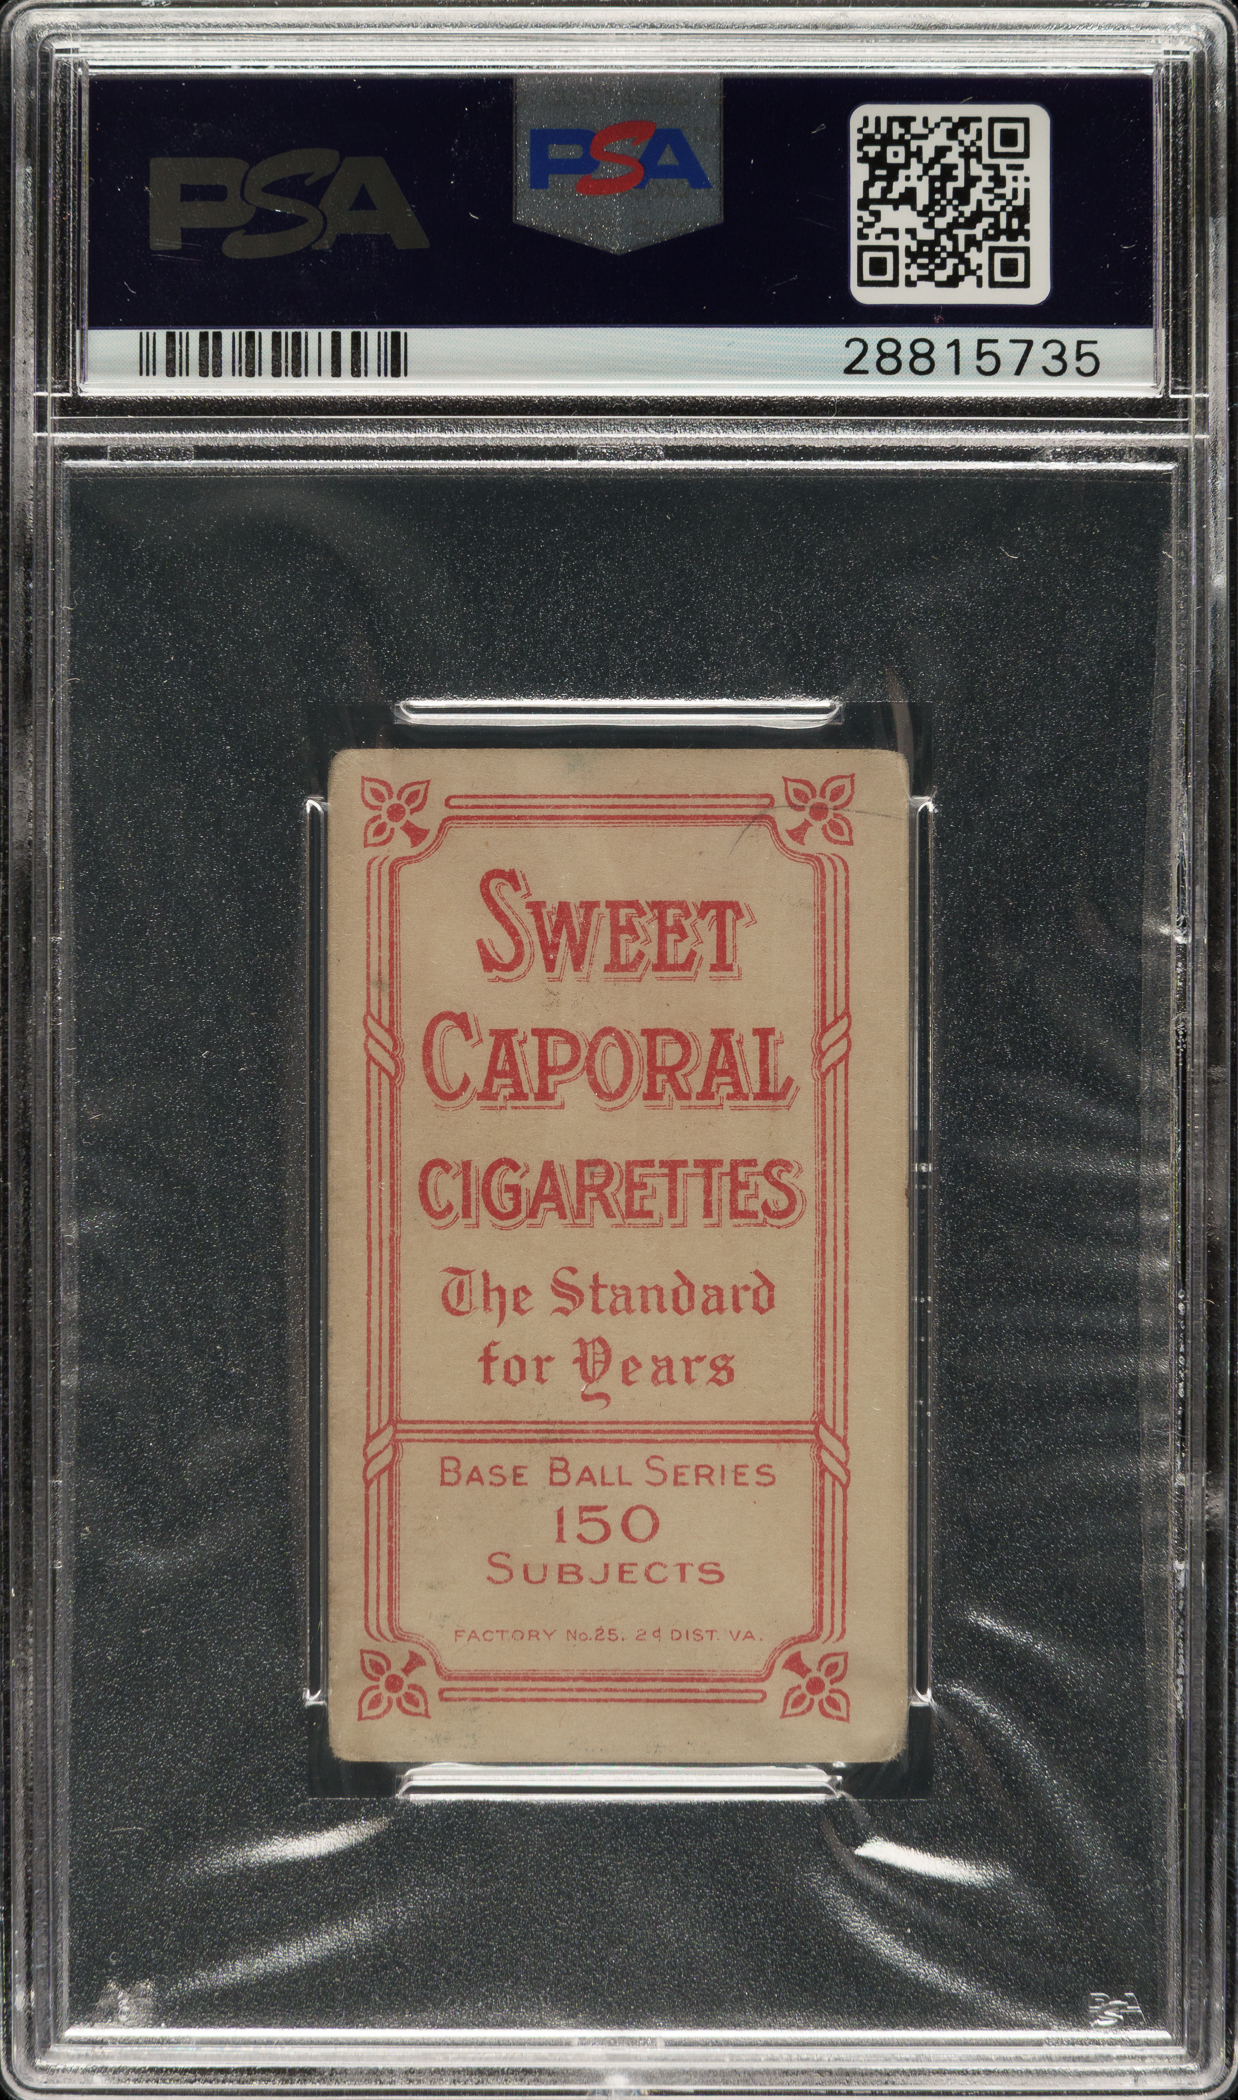 PSA
PSA
28815735
SWEET
CAPORAL
CIGARETTES
The Standard
for Years
BASE BALL SERIES
150
SUBJECTS
FACTORY No. 25. 2d DIST. VA.
PSA